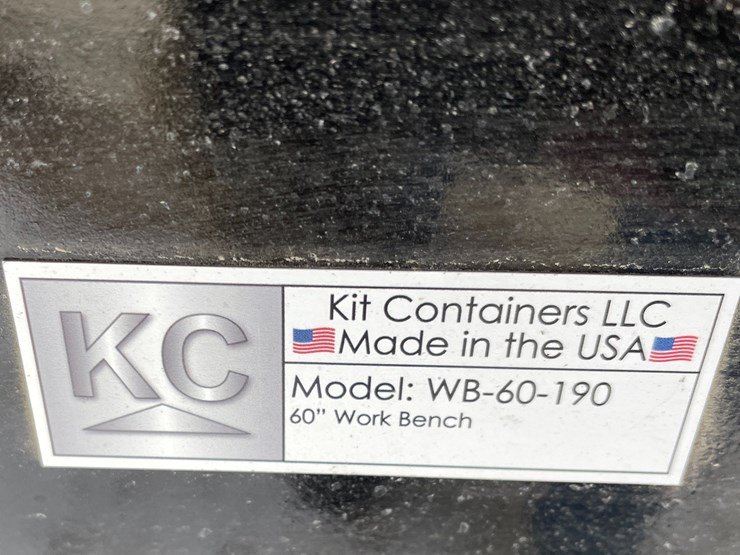 KC
Kit Containers LLC
Made in the USA
Model: WB-60-190
60” Work Bench